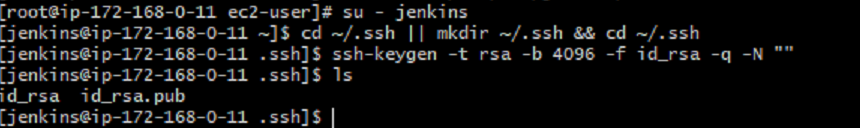 [root@ip-172-168-0-11 ec2-user]# su - jenkins
[jenkins@ip-172-168-0-11 ~]$ cd ~/.ssh || mkdir ~/.ssh && cd ~/.ssh
[jenkins@ip-172-168-0-11 .ssh]$ ssh-keygen -t rsa -b 4096 -f id_rsa -q -N ""
[jenkins@ip-172-168-0-11 .ssh]$ ls
id_rsa  id_rsa.pub
[jenkins@ip-172-168-0-11 .ssh]$